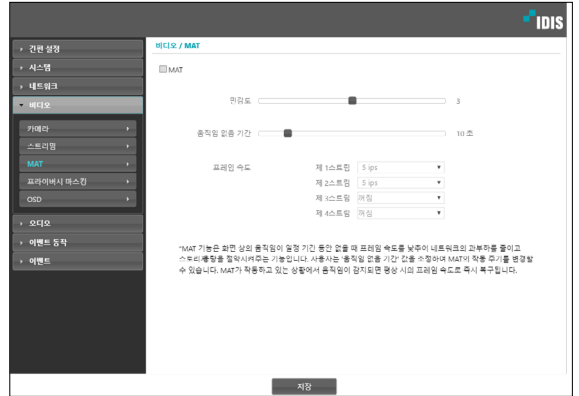 IDIS
간편 설정
시스템
네트워크
비디오
카메라
스트리밍
MAT
프라이버시 마스킹
OSD
오디오
이벤트 동작
이벤트
비디오 / MAT
MAT
민감도 3
움직임 없음 기간 10 초
프레임 속도 제 1스트림 5 ips
제 2스트림 5 ips
제 3스트림 꺼짐
제 4스트림 꺼짐
*MAT 기능은 화면 상의 움직임이 일정 기간 동안 없을 때 프레임 속도를 낮추어 네트워크의 과부하를 줄이고
스토리지 용량을 절약시켜주는 기능입니다. 사용자는 '움직임 없음 기간' 값을 조정하여 MAT의 작동 주기를 변경할
수 있습니다. MAT가 작동하고 있는 상황에서 움직임이 감지되면 평상 시의 프레임 속도로 즉시 복구됩니다.
저장